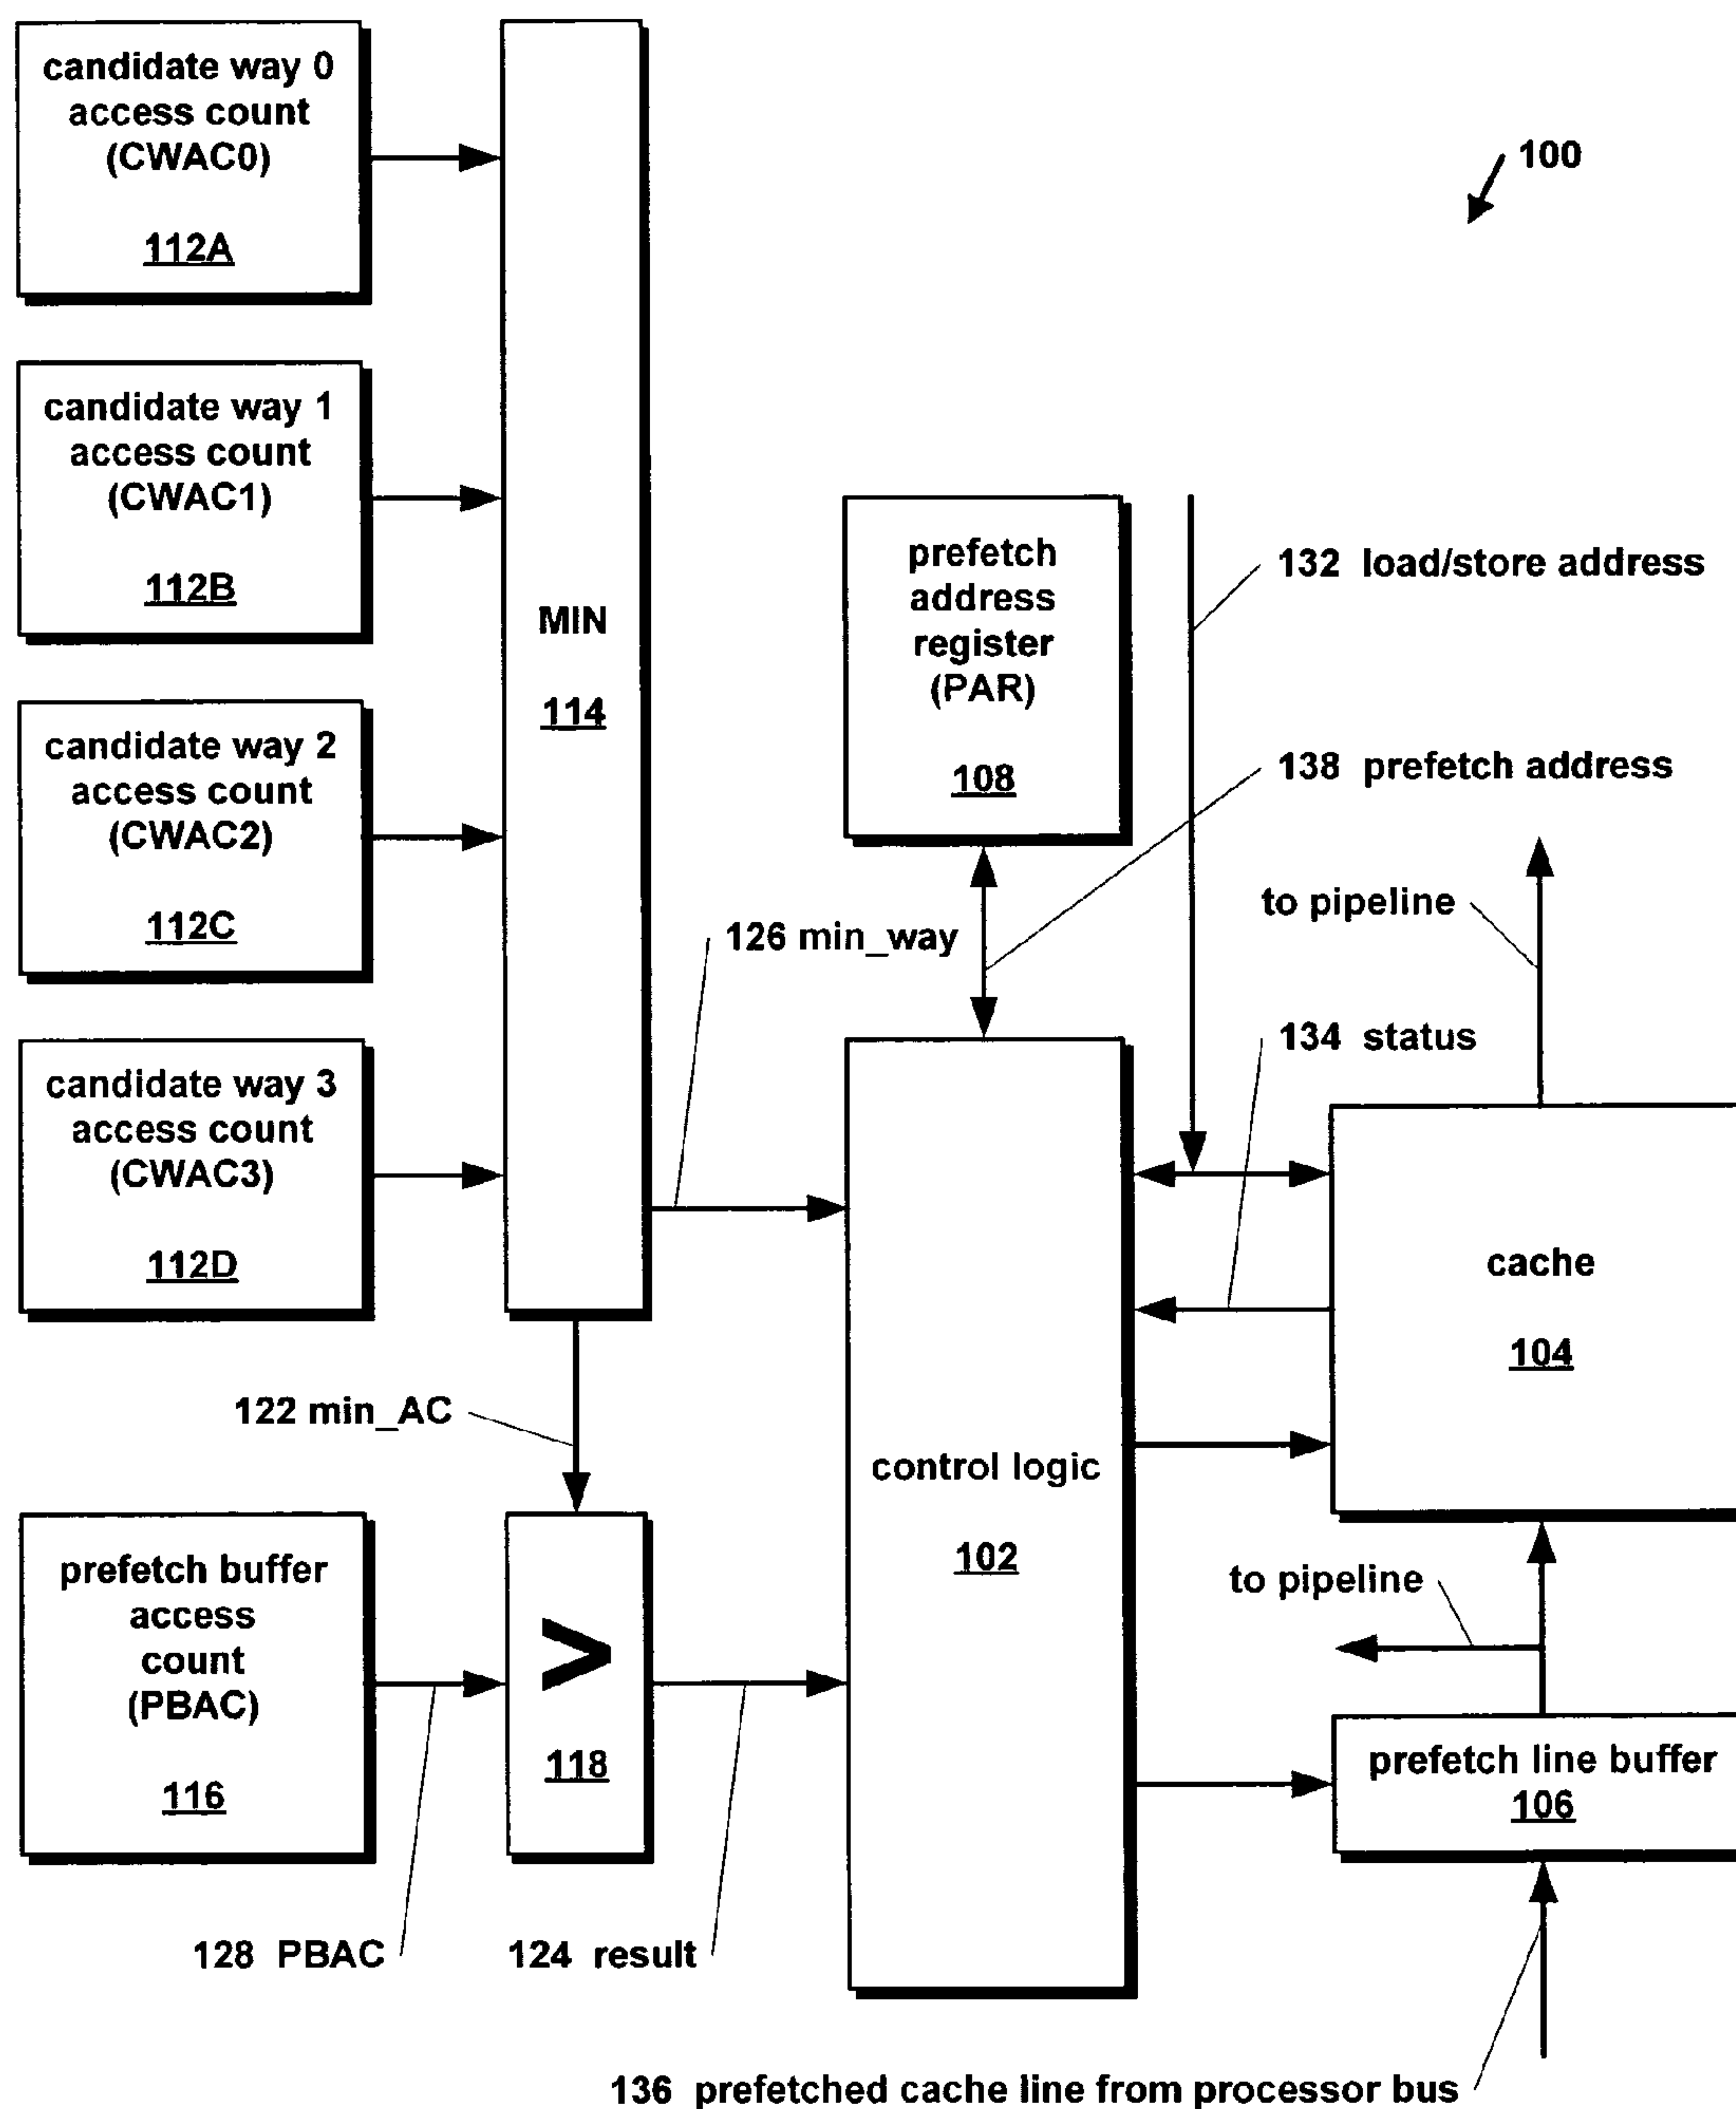 candidate way 0
access count
(CWAC0)
112A
candidate way 1
access count
(CWAC1)
112B
candidate way 2
access count
(CWAC2)
112C
candidate way 3
access count
(CWAC3)
112D
MIN
114
100
prefetch
address
register
(PAR)
108
132 load/store address
138 prefetch address
to pipeline
126 min_way
134 status
cache
104
122 min_AC
control logic
102
prefetch buffer
access
count
(PBAC)
116
>
118
to pipeline
prefetch line buffer
106
128 PBAC
124 result
136 prefetched cache line from processor bus